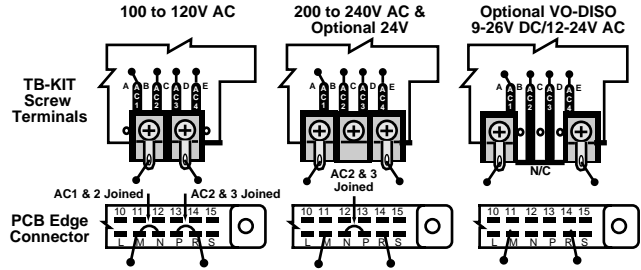 100 to 120V AC
200 to 240V AC &
Optional 24V
Optional VO-DISO
9-26V DC/12-24V AC
TB-KIT
Screw
Terminals
A AC1 B AC2 C AC3 D AC4 E
A AC1 B AC2 C AC3 D AC4 E
A AC1 B AC2 C AC3 D AC4 E
N/C
AC1 & 2 Joined
AC2 & 3 Joined
AC2 & 3
Joined
PCB Edge
Connector
10 11 12 13 14 15
L M N P R S
10 11 12 13 14 15
L M N P R S
10 11 12 13 14 15
L M N P R S